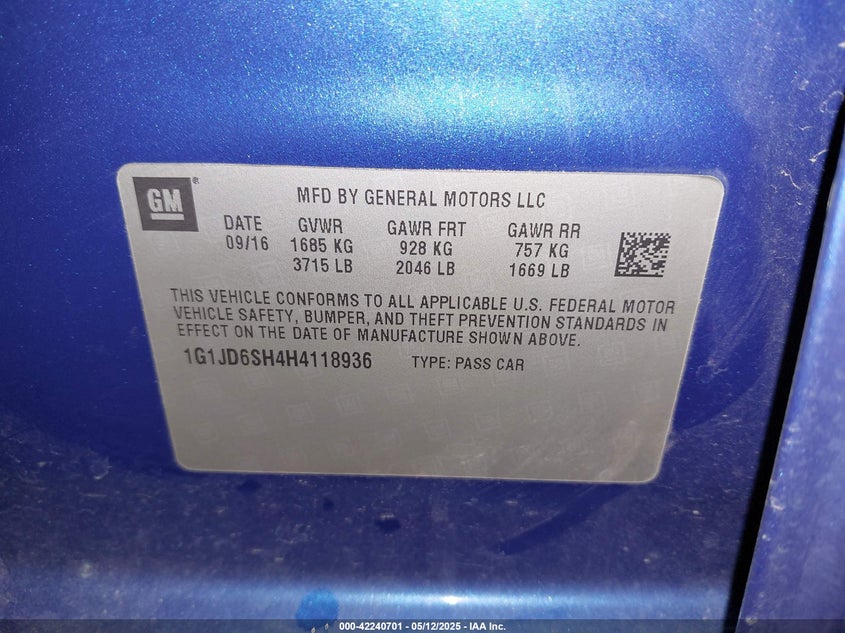 GM®
MFD BY GENERAL MOTORS LLC
DATE GVWR GAWR FRT GAWR RR
09/16 1685 KG 928 KG 757 KG
3715 LB 2046 LB 1669 LB
THIS VEHICLE CONFORMS TO ALL APPLICABLE U.S. FEDERAL MOTOR
VEHICLE SAFETY, BUMPER, AND THEFT PREVENTION STANDARDS IN
EFFECT ON THE DATE OF MANUFACTURE SHOWN ABOVE.
1G1JD6SH4H4118936 TYPE: PASS CAR
000-42240701 - 05/12/2025 - IAA Inc.